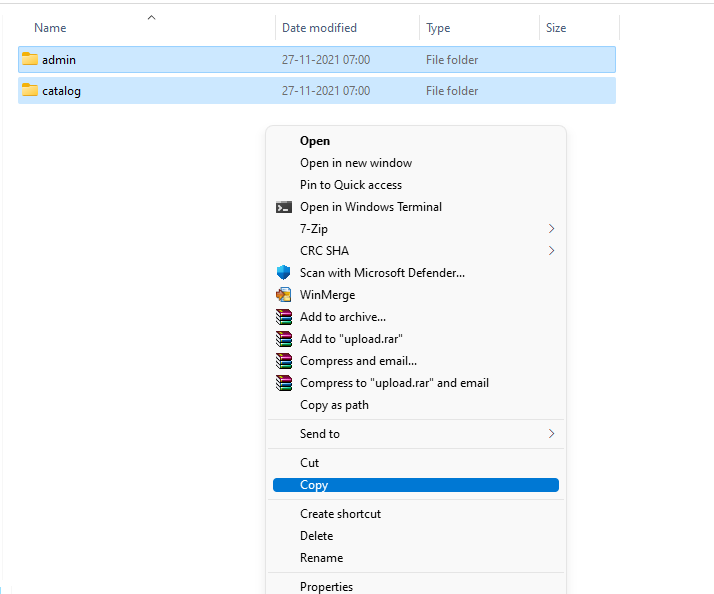 Name Date modified Type Size
admin 27-11-2021 07:00 File folder
catalog 27-11-2021 07:00 File folder
Open
Open in new window
Pin to Quick access
Open in Windows Terminal
7-Zip
CRC SHA
Scan with Microsoft Defender...
WinMerge
Add to archive...
Add to "upload.rar"
Compress and email...
Compress to "upload.rar" and email
Copy as path
Send to
Cut
Copy
Create shortcut
Delete
Rename
Properties